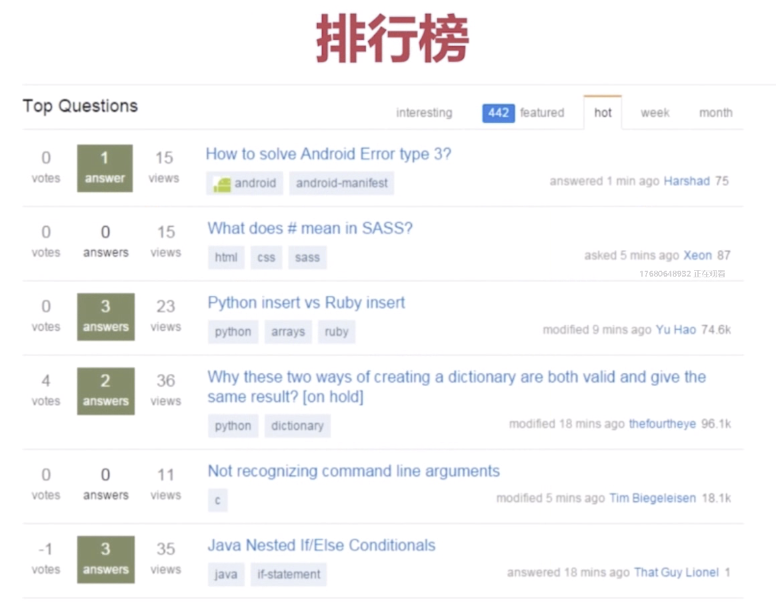 排行榜
Top Questions
interesting 442 featured hot week month
0 1 15 How to solve Android Error type 3?
votes answer views android android-manifest answered 1 min ago Harshad 75
0 0 15 What does # mean in SASS?
votes answers views html css sass asked 5 mins ago Xeon 87
0 3 23 Python insert vs Ruby insert
votes answers views python arrays ruby modified 9 mins ago Yu Hao 74.6k
4 2 36 Why these two ways of creating a dictionary are both valid and give the
votes answers views same result? [on hold]
python dictionary modified 18 mins ago thefourtheye 96.1k
0 0 11 Not recognizing command line arguments
votes answers views c modified 5 mins ago Tim Biegeleisen 18.1k
-1 3 35 Java Nested If/Else Conditionals
votes answers views java if-statement answered 18 mins ago That Guy Lionel 1